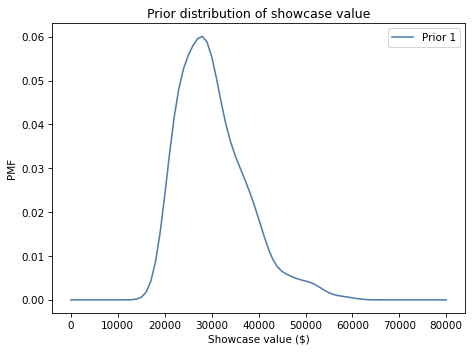 Prior distribution of showcase value
Prior 1
0.06
0.05
0.04
0.03
0.02
0.01
0.00
PMF
0 10000 20000 30000 40000 50000 60000 70000 80000
Showcase value ($)